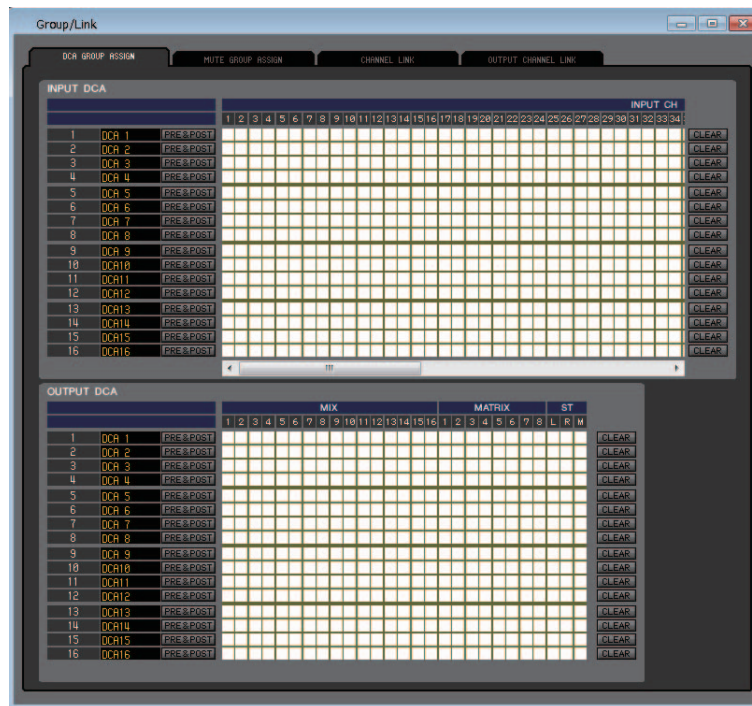 Group/Link
DCA GROUP ASSIGN MUTE GROUP ASSIGN CHANNEL LINK OUTPUT CHANNEL LINK
INPUT DCA
INPUT CH
1 2 3 4 5 6 7 8 9 10 11 12 13 14 15 16 17 18 19 20 21 22 23 24 25 26 27 28 29 30 31 32 33 34
1 DCA 1 PRE&POST CLEAR
2 DCA 2 PRE&POST CLEAR
3 DCA 3 PRE&POST CLEAR
4 DCA 4 PRE&POST CLEAR
5 DCA 5 PRE&POST CLEAR
6 DCA 6 PRE&POST CLEAR
7 DCA 7 PRE&POST CLEAR
8 DCA 8 PRE&POST CLEAR
9 DCA 9 PRE&POST CLEAR
10 DCA10 PRE&POST CLEAR
11 DCA11 PRE&POST CLEAR
12 DCA12 PRE&POST CLEAR
13 DCA13 PRE&POST CLEAR
14 DCA14 PRE&POST CLEAR
15 DCA15 PRE&POST CLEAR
16 DCA16 PRE&POST CLEAR
OUTPUT DCA
MIX MATRIX ST
1 2 3 4 5 6 7 8 9 10 11 12 13 14 15 16 1 2 3 4 5 6 7 8 L R M
1 DCA 1 PRE&POST CLEAR
2 DCA 2 PRE&POST CLEAR
3 DCA 3 PRE&POST CLEAR
4 DCA 4 PRE&POST CLEAR
5 DCA 5 PRE&POST CLEAR
6 DCA 6 PRE&POST CLEAR
7 DCA 7 PRE&POST CLEAR
8 DCA 8 PRE&POST CLEAR
9 DCA 9 PRE&POST CLEAR
10 DCA10 PRE&POST CLEAR
11 DCA11 PRE&POST CLEAR
12 DCA12 PRE&POST CLEAR
13 DCA13 PRE&POST CLEAR
14 DCA14 PRE&POST CLEAR
15 DCA15 PRE&POST CLEAR
16 DCA16 PRE&POST CLEAR